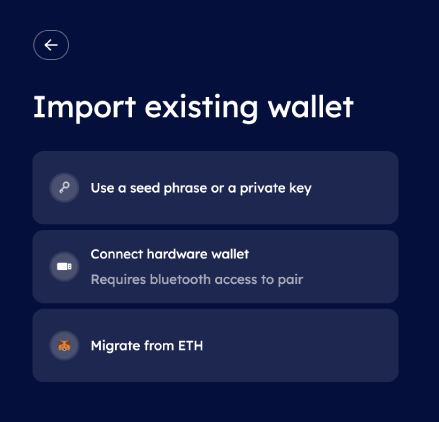 Import existing wallet
Use a seed phrase or a private key
Connect hardware wallet
Requires bluetooth access to pair
Migrate from ETH